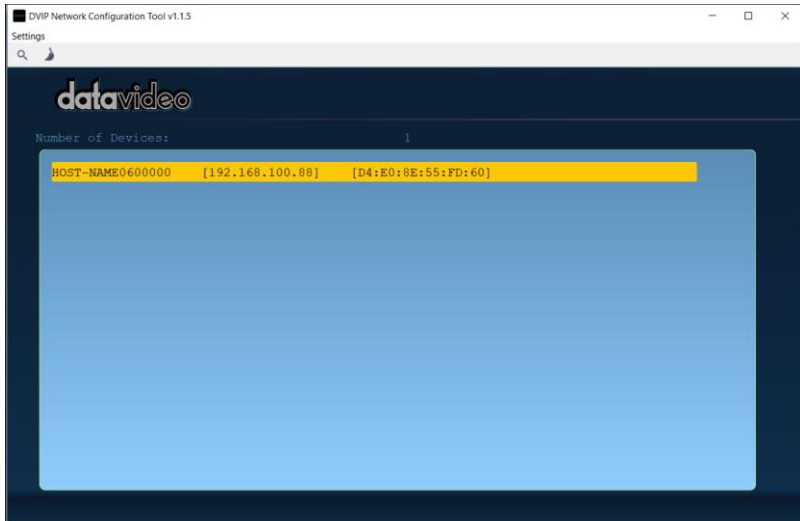 DVIP Network Configuration Tool v1.1.5
Settings
datavideo
Number of Devices: 1
HOST-NAME0600000 [192.168.100.88] [D4:E0:8E:55:FD:60]